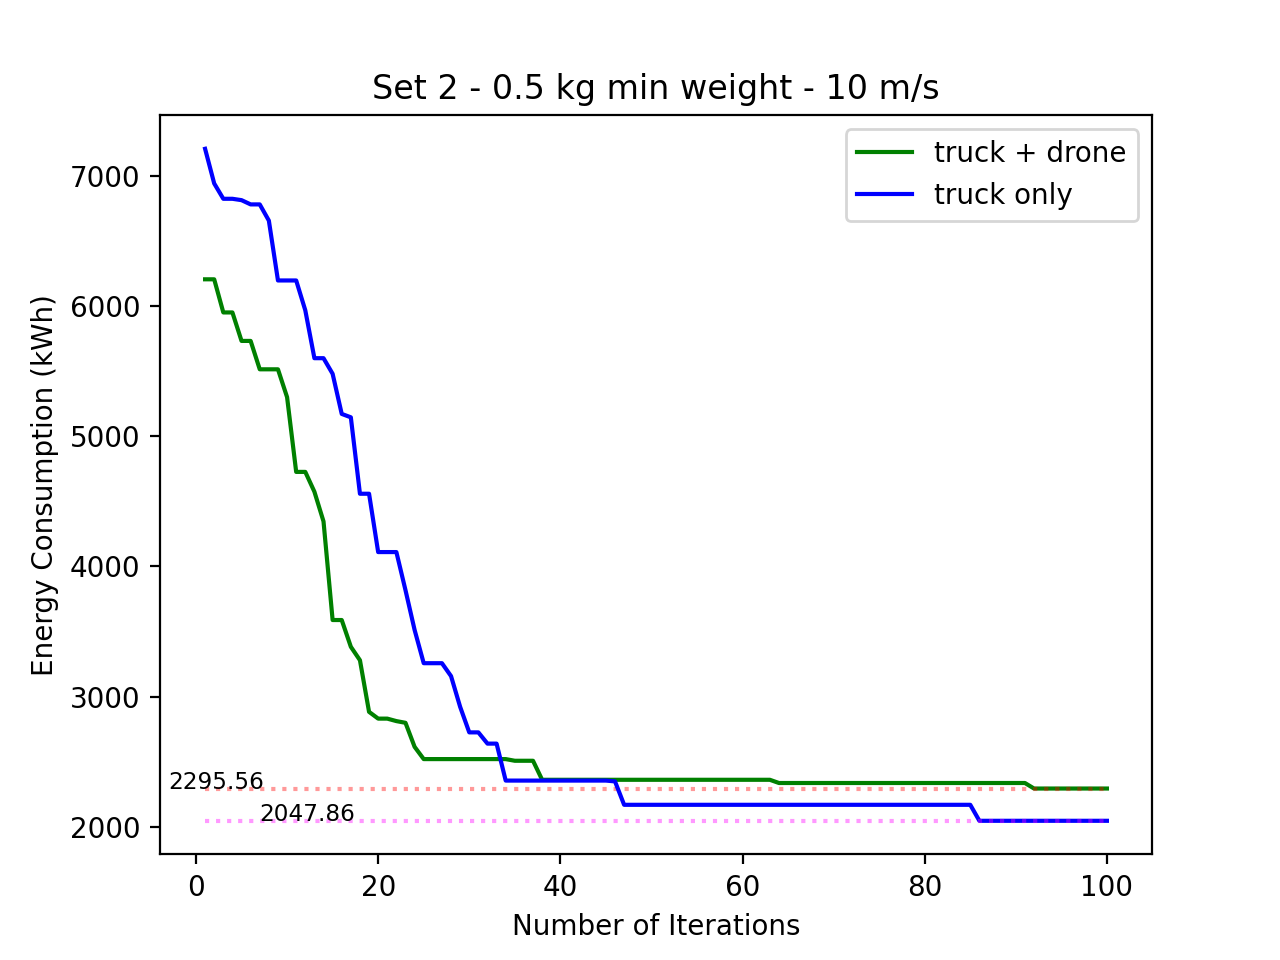 Set 2 - 0.5 kg min weight - 10 m/s
truck + drone
truck only
Energy Consumption (kWh)
7000
6000
5000
4000
3000
2000
2295.56
2047.86
0 20 40 60 80 100
Number of Iterations